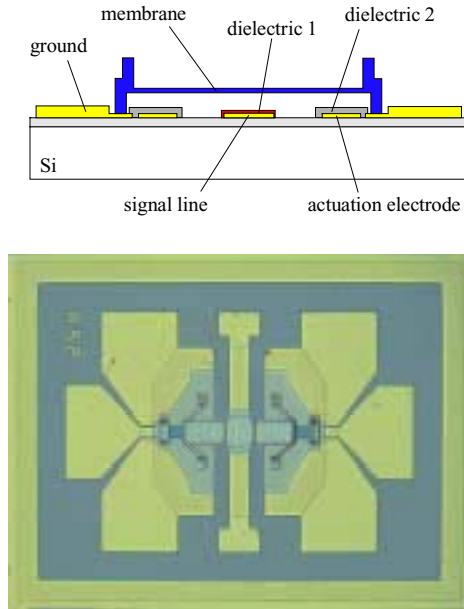 membrane
dielectric 1
dielectric 2
ground
Si
signal line
actuation electrode